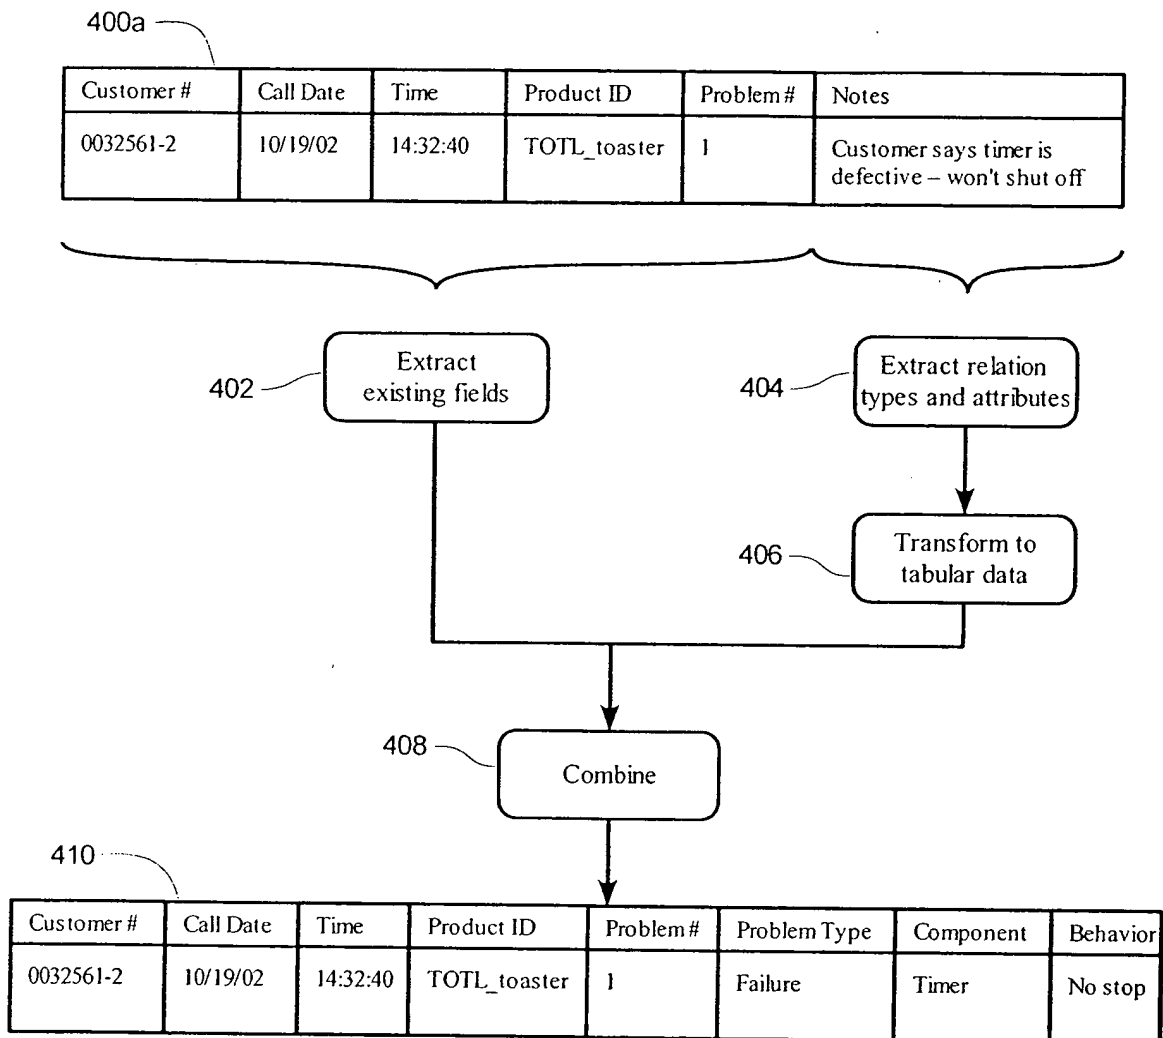 400a
Customer # Call Date Time Product ID Problem # Notes
0032561-2 10/19/02 14:32:40 TOTL_toaster 1 Customer says timer is
defective – won't shut off
402
Extract
existing fields
404
Extract relation
types and attributes
406
Transform to
tabular data
408
Combine
410
Customer # Call Date Time Product ID Problem # Problem Type Component Behavior
0032561-2 10/19/02 14:32:40 TOTL_toaster 1 Failure Timer No stop